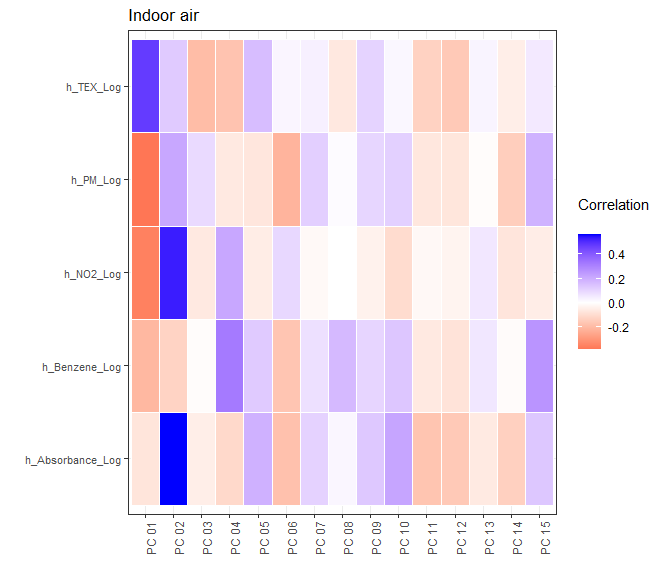 Indoor air
h_TEX_Log
h_PM_Log
h_NO2_Log
h_Benzene_Log
h_Absorbance_Log
PC 01
PC 02
PC 03
PC 04
PC 05
PC 06
PC 07
PC 08
PC 09
PC 10
PC 11
PC 12
PC 13
PC 14
PC 15
Correlation
0.4
0.2
0.0
-0.2